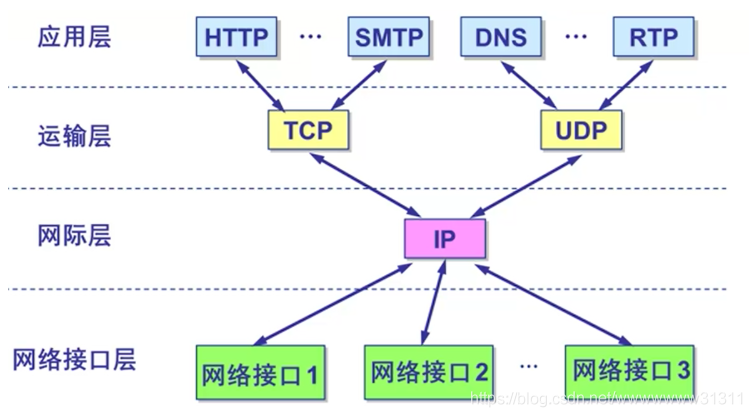 应用层 HTTP ... SMTP DNS ... RTP
运输层 TCP UDP
网际层 IP
网络接口层 网络接口1 网络接口2 ... 网络接口3
https://blog.csdn.net/wwwwwww31311